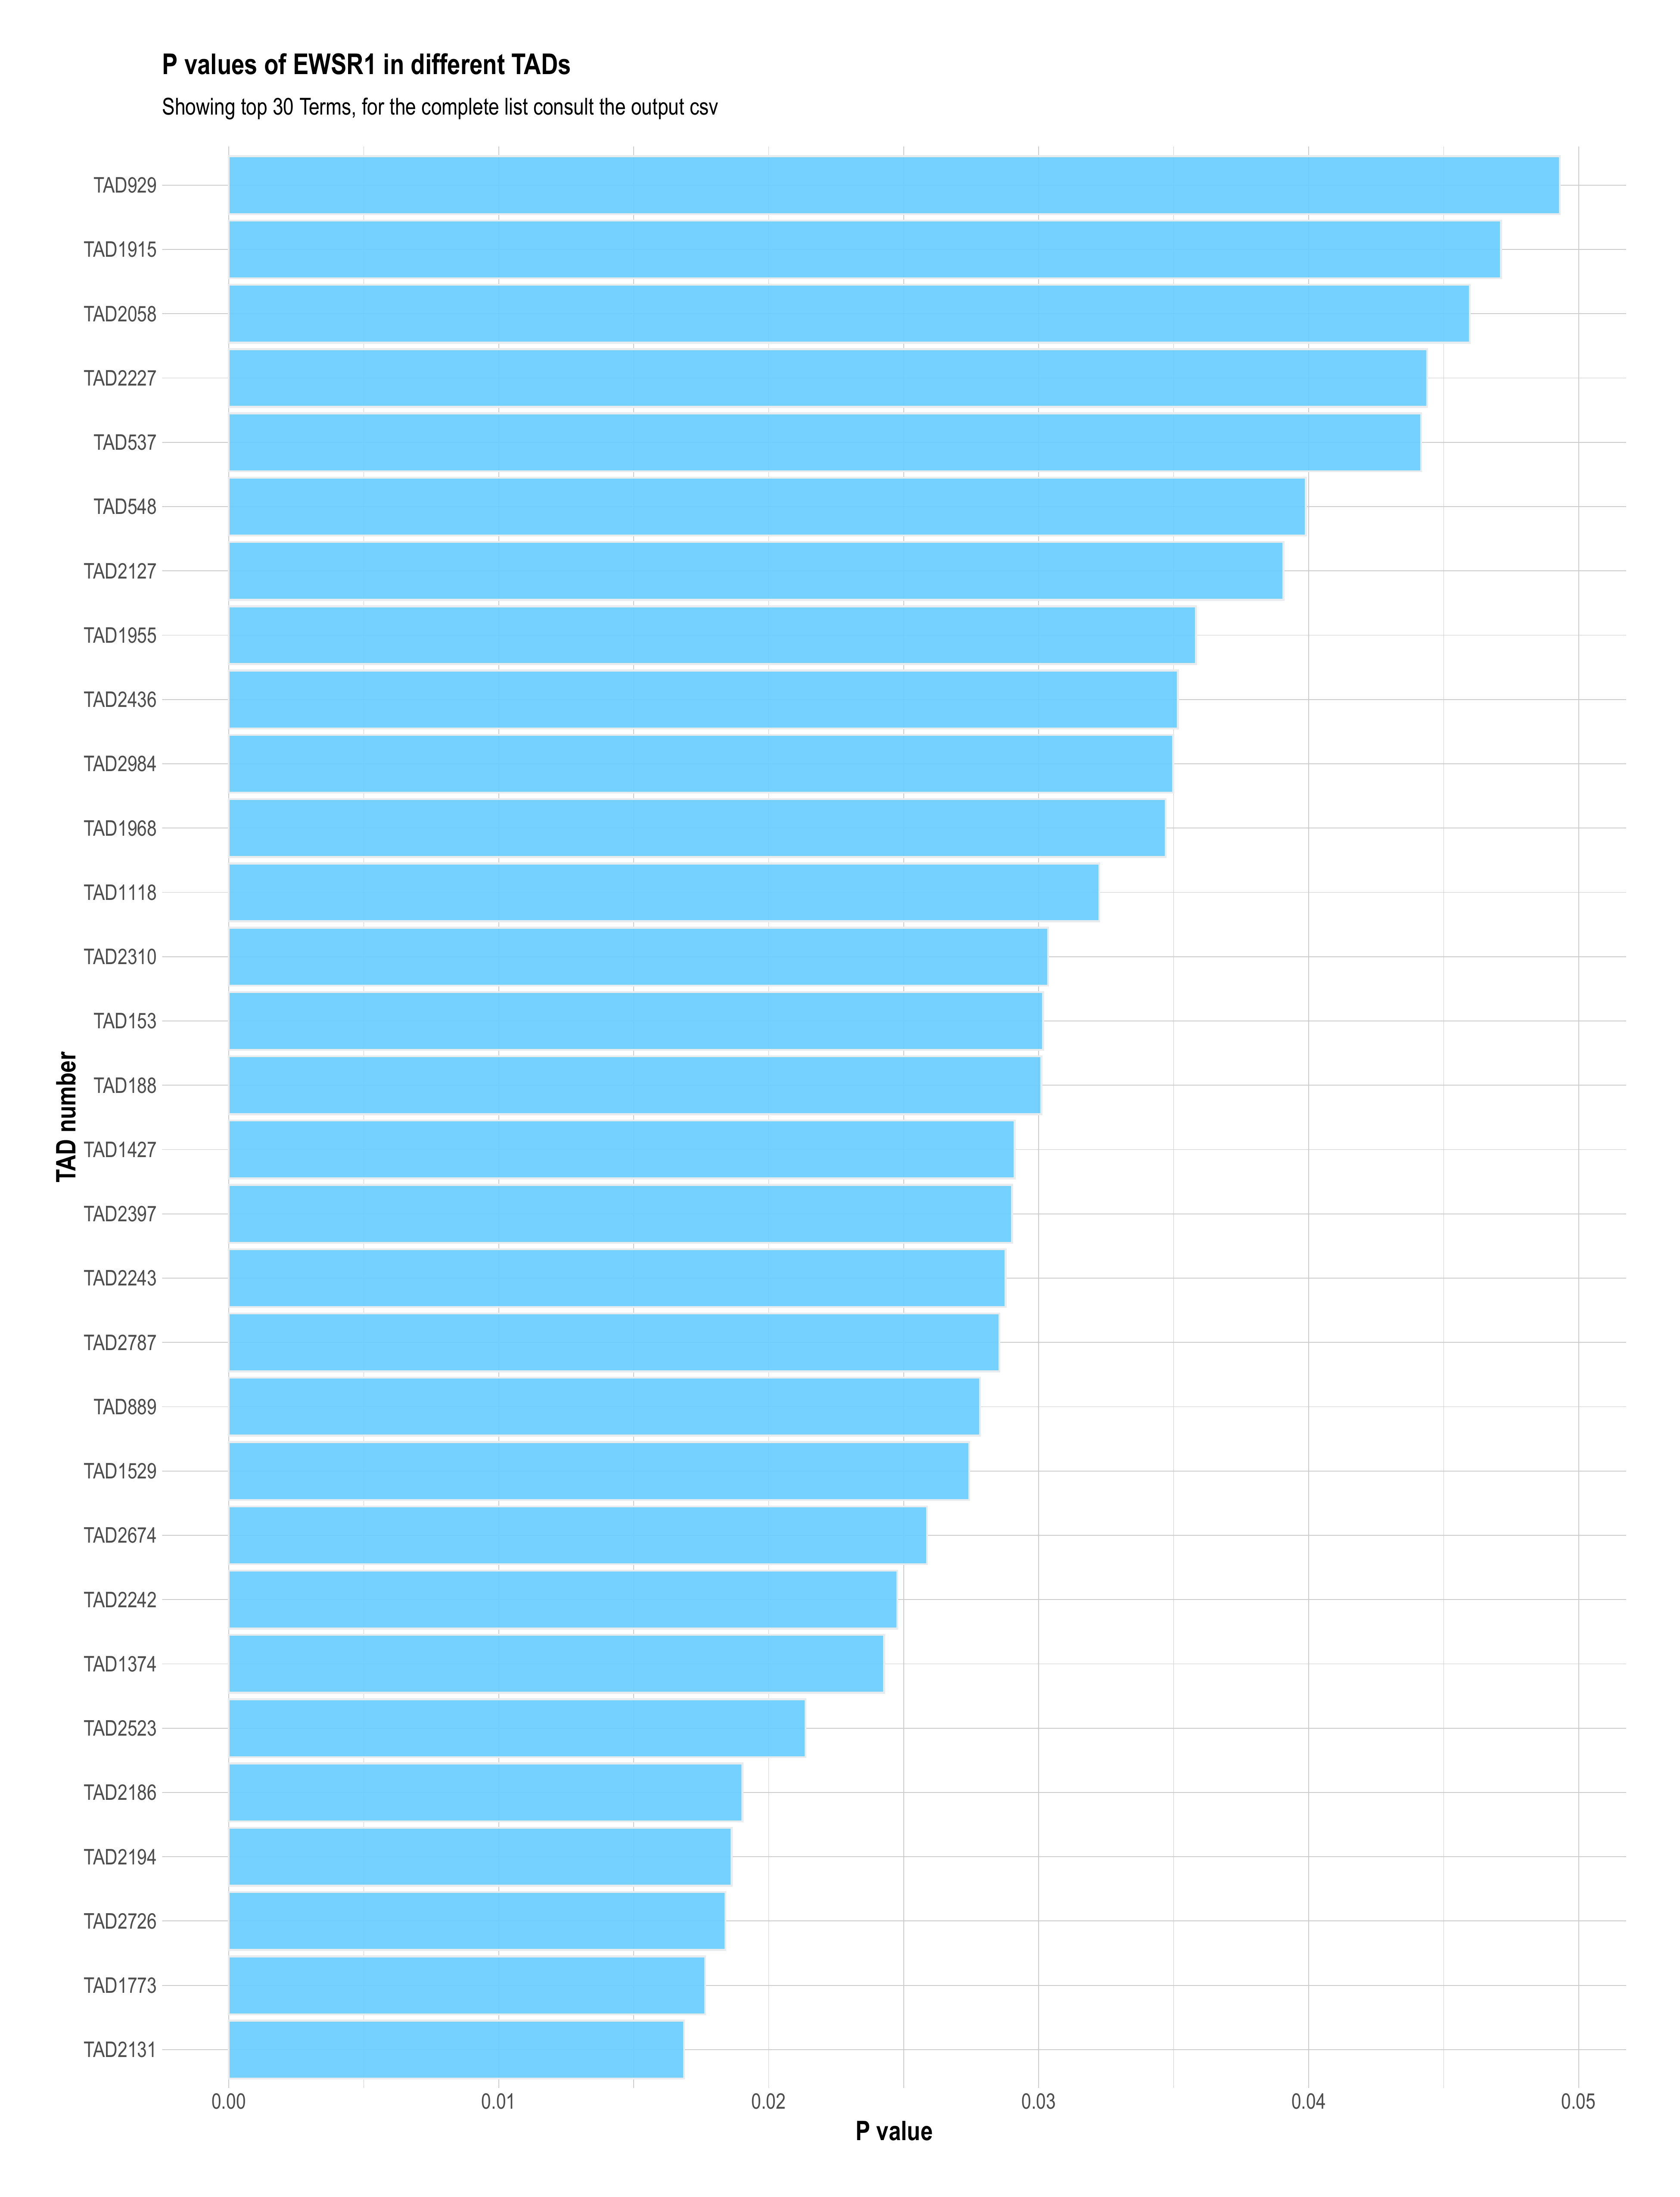 P values of EWSR1 in different TADs
Showing top 30 Terms, for the complete list consult the output csv
TAD929
TAD1915
TAD2058
TAD2227
TAD537
TAD548
TAD2127
TAD1955
TAD2436
TAD2984
TAD1968
TAD1118
TAD2310
TAD153
TAD188
TAD1427
TAD2397
TAD2243
TAD2787
TAD889
TAD1529
TAD2674
TAD2242
TAD1374
TAD2523
TAD2186
TAD2194
TAD2726
TAD1773
TAD2131
TAD number
0.00 0.01 0.02 0.03 0.04 0.05
P value